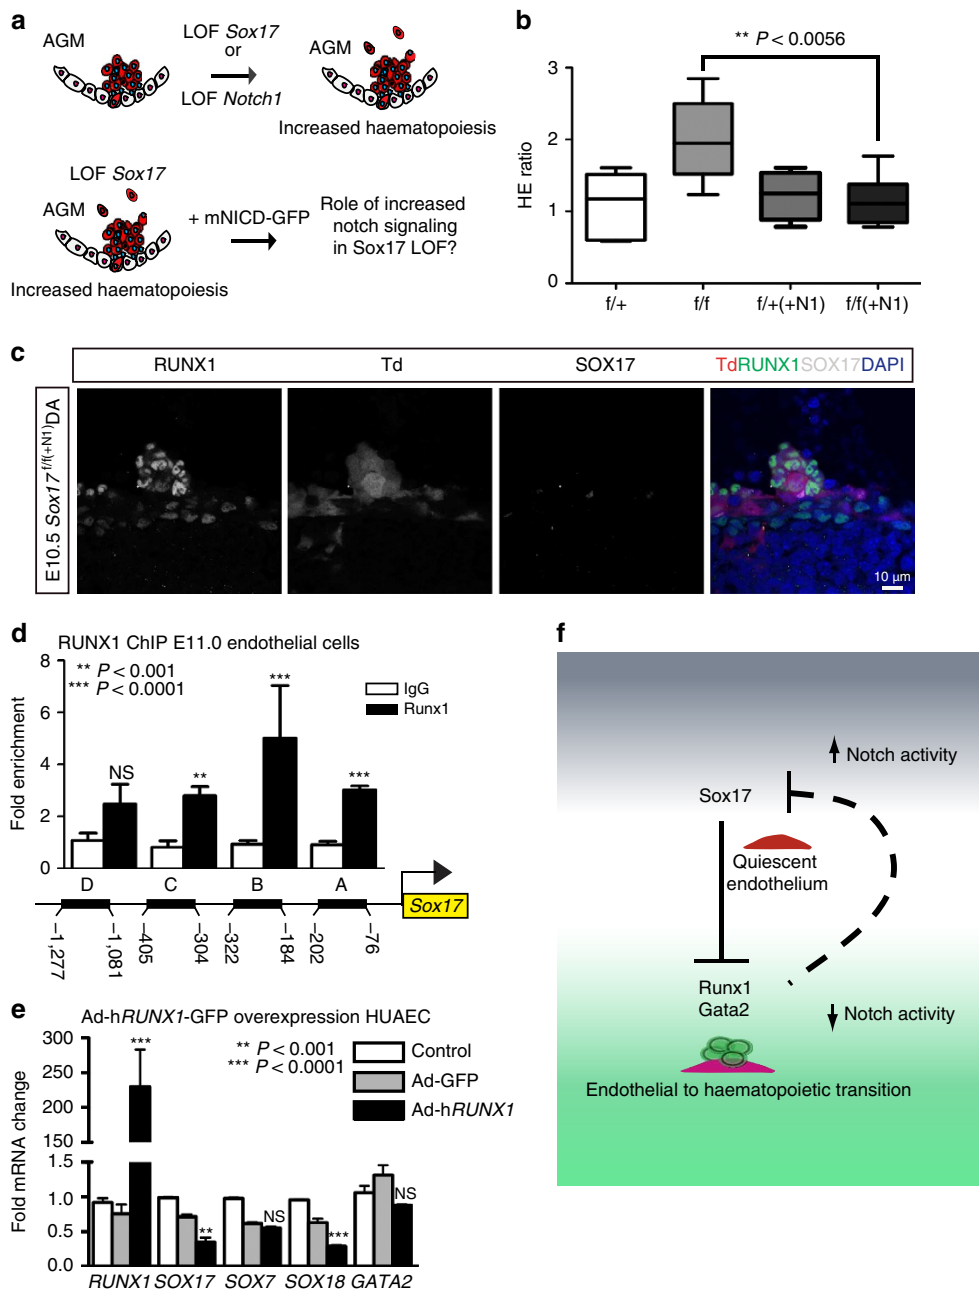 a
AGM
LOF Sox17
or
LOF Notch1
AGM
Increased haematopoiesis
LOF Sox17
AGM
+ mNICD-GFP
Role of increased
notch signaling
in Sox17 LOF?
Increased haematopoiesis
b
** P < 0.0056
HE ratio
3
2
1
0
f/+
f/f
f/+(+N1)
f/f(+N1)
c
RUNX1
Td
SOX17
TdRUNX1SOX17DAPI
E10.5 Sox17 f/f(+N1)DA
10 µm
d
RUNX1 ChIP E11.0 endothelial cells
** P < 0.001
*** P < 0.0001
IgG
Runx1
Fold enrichment
8
6
4
2
0
NS
**
***
***
D
C
B
A
Sox17
–1,277
–1,081
–405
–304
–322
–184
–202
–76
e
Ad-hRUNX1-GFP overexpression HUAEC
** P < 0.001
*** P < 0.0001
Control
Ad-GFP
Ad-hRUNX1
Fold mRNA change
300
250
200
150
1.5
1.0
0.5
0.0
***
**
NS
***
NS
RUNX1
SOX17
SOX7
SOX18
GATA2
f
Notch activity
Sox17
Quiescent
endothelium
Runx1
Gata2
Notch activity
Endothelial to haematopoietic transition